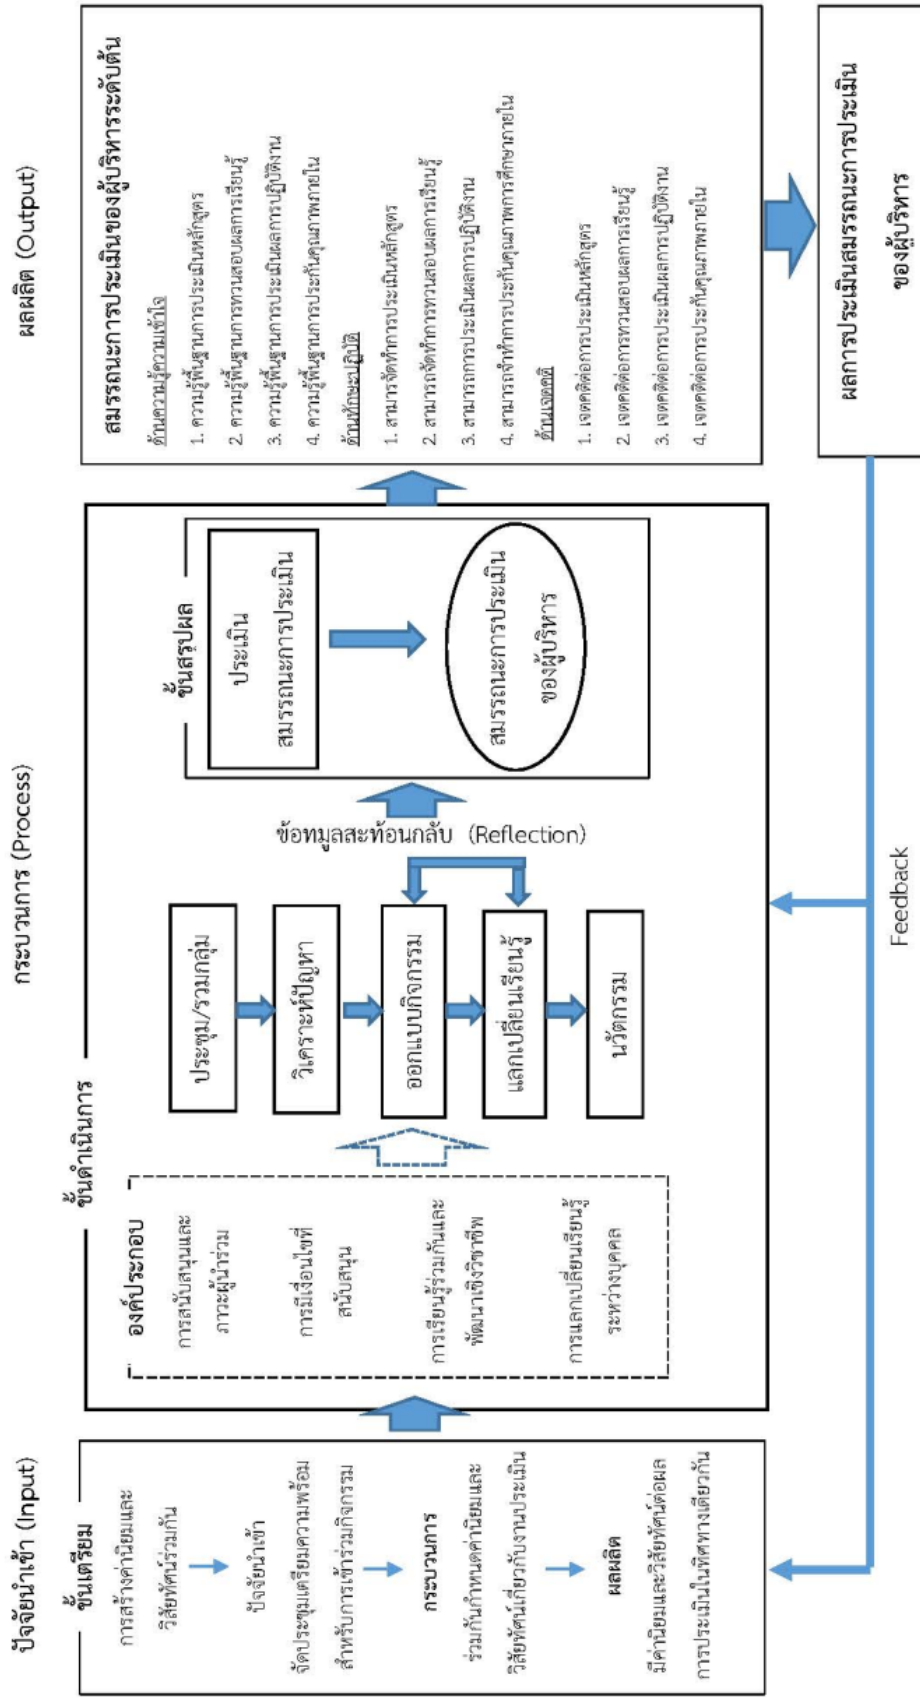 ปัจจัยนำเข้า (Input)
ขั้นเตรียม
การสร้างค่านิยมและ
วิสัยทัศน์ร่วมกัน
ปัจจัยนำเข้า
จัดประชุมเตรียมความพร้อม
สำหรับการเข้าร่วมกิจกรรม
กระบวนการ
ร่วมกันกำหนดค่านิยมและ
วิสัยทัศน์เกี่ยวกับงานประเมิน
ผลผลิต
มีค่านิยมและวิสัยทัศน์ต่อผล
การประเมินในทิศทางเดียวกัน
กระบวนการ (Process)
ขั้นดำเนินการ
องค์ประกอบ
การสนับสนุนและ
ภาวะผู้นำร่วม
การมีเงื่อนไขที่
สนับสนุน
การเรียนรู้ร่วมกันและ
พัฒนาเชิงวิชาชีพ
การแลกเปลี่ยนเรียนรู้
ระหว่างบุคคล
ประชุม/รวมกลุ่ม
วิเคราะห์ปัญหา
ออกแบบกิจกรรม
แลกเปลี่ยนเรียนรู้
นวัตกรรม
ข้อทมูลสะท้อนกลับ (Reflection)
ขั้นสรุปผล
ประเมิน
สมรรถนะการประเมิน
สมรรถนะการประเมิน
ของผู้บริหาร
ผลผลิต (Output)
สมรรถนะการประเมินของผู้บริหารระดับต้น
ด้านความรู้ความเข้าใจ
1. ความรู้พื้นฐานการประเมินหลักสูตร
2. ความรู้พื้นฐานการทวนสอบผลการเรียนรู้
3. ความรู้พื้นฐานการประเมินผลการปฏิบัติงาน
4. ความรู้พื้นฐานการประกันคุณภาพภายใน
ด้านทักษะปฏิบัติ
1. สามารจัดทำการประเมินหลักสูตร
2. สามารถจัดทำการทวนสอบผลการเรียนรู้
3. สามารถการประเมินผลการปฏิบัติงาน
4. สามารถจำทำการประกันคุณภาพการศึกษาภายใน
ด้านเจตคติ
1. เจตคติต่อการประเมินหลักสูตร
2. เจตคติต่อการทวนสอบผลการเรียนรู้
3. เจตคติต่อการประเมินผลการปฏิบัติงาน
4. เจตคติต่อการประกันคุณภาพภายใน
ผลการประเมินสมรรถนะการประเมิน
ของผู้บริหาร
Feedback